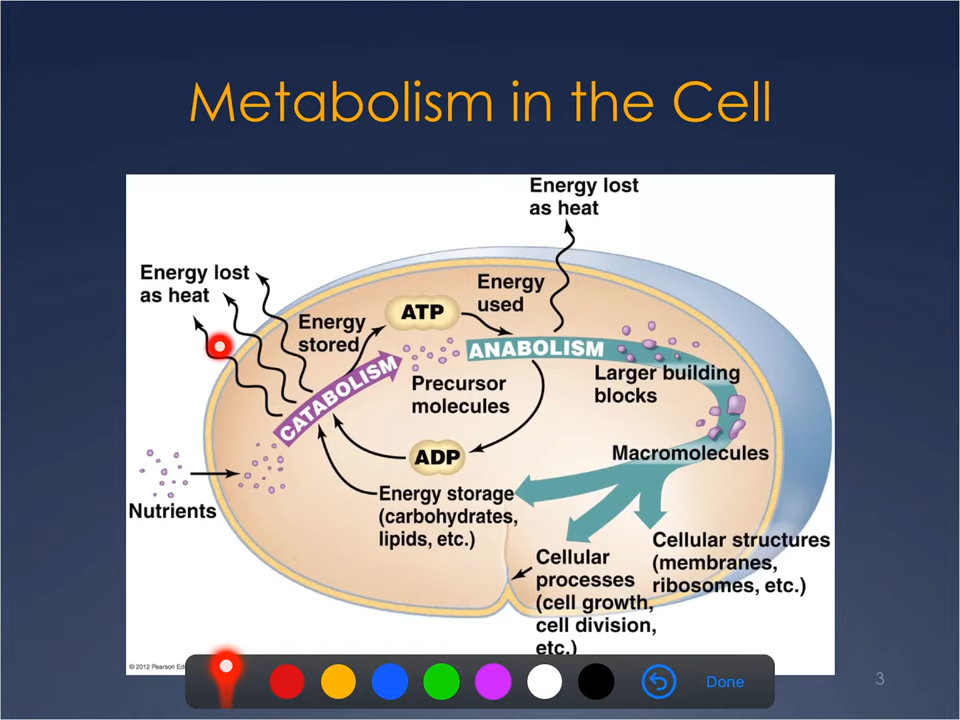 Metabolism in the Cell
Energy lost
as heat
Energy lost
as heat
Energy
stored
ATP
Energy
used
CATABOLISM
ANABOLISM
Precursor
molecules
Larger building
blocks
ADP
Macromolecules
Nutrients
Energy storage
(carbohydrates,
lipids, etc.)
Cellular
processes
(cell growth,
cell division,
etc.)
Cellular structures
(membranes,
ribosomes, etc.)
© 2012 Pearson
Done
3